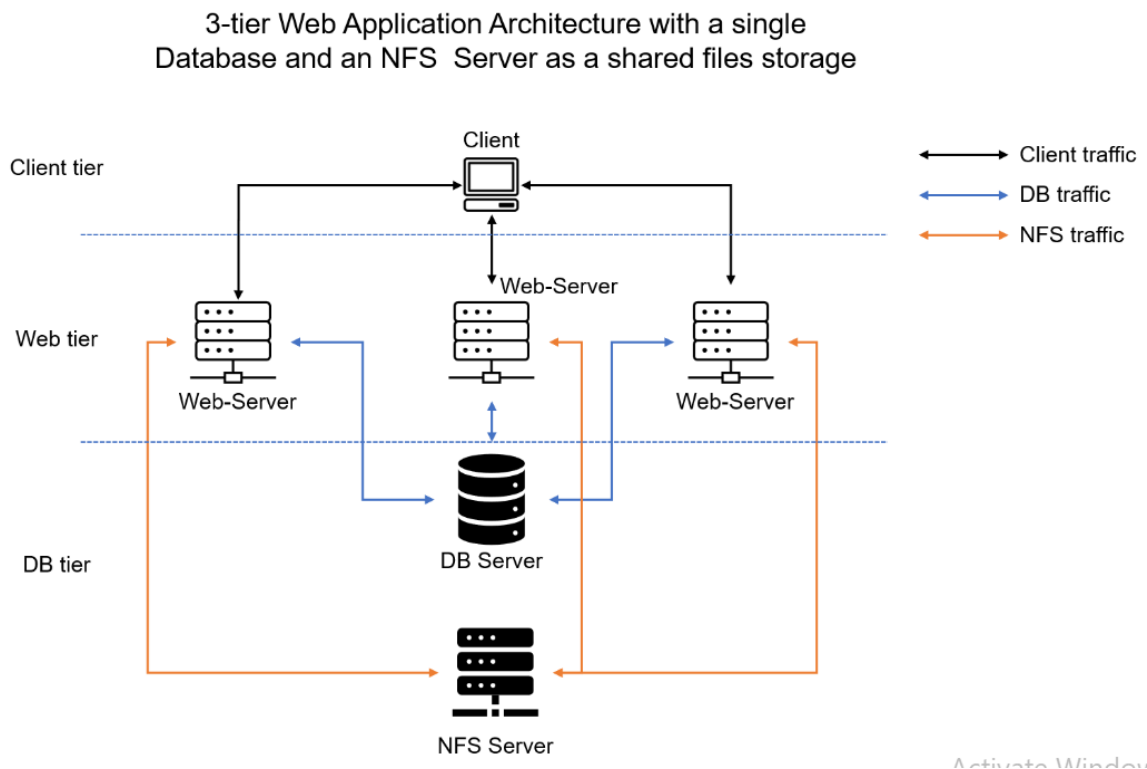 3-tier Web Application Architecture with a single
Database and an NFS Server as a shared files storage
Client
Client tier
Client traffic
DB traffic
NFS traffic
Web-Server
Web tier
Web-Server
Web-Server
DB Server
DB tier
NFS Server